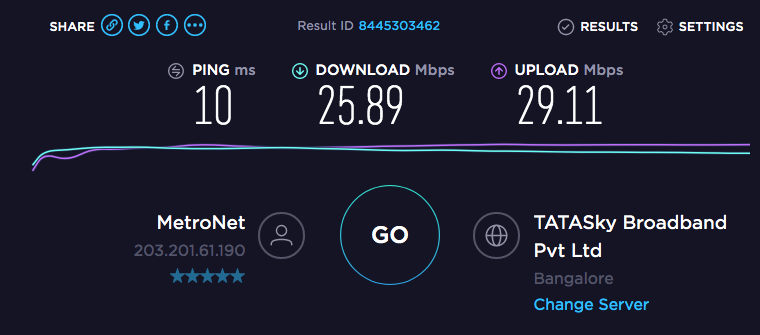 SHARE Result ID 8445303462 RESULTS SETTINGS
PING ms DOWNLOAD Mbps UPLOAD Mbps
10 25.89 29.11
MetroNet
203.201.61.190
GO
TATASky Broadband
Pvt Ltd
Bangalore
Change Server